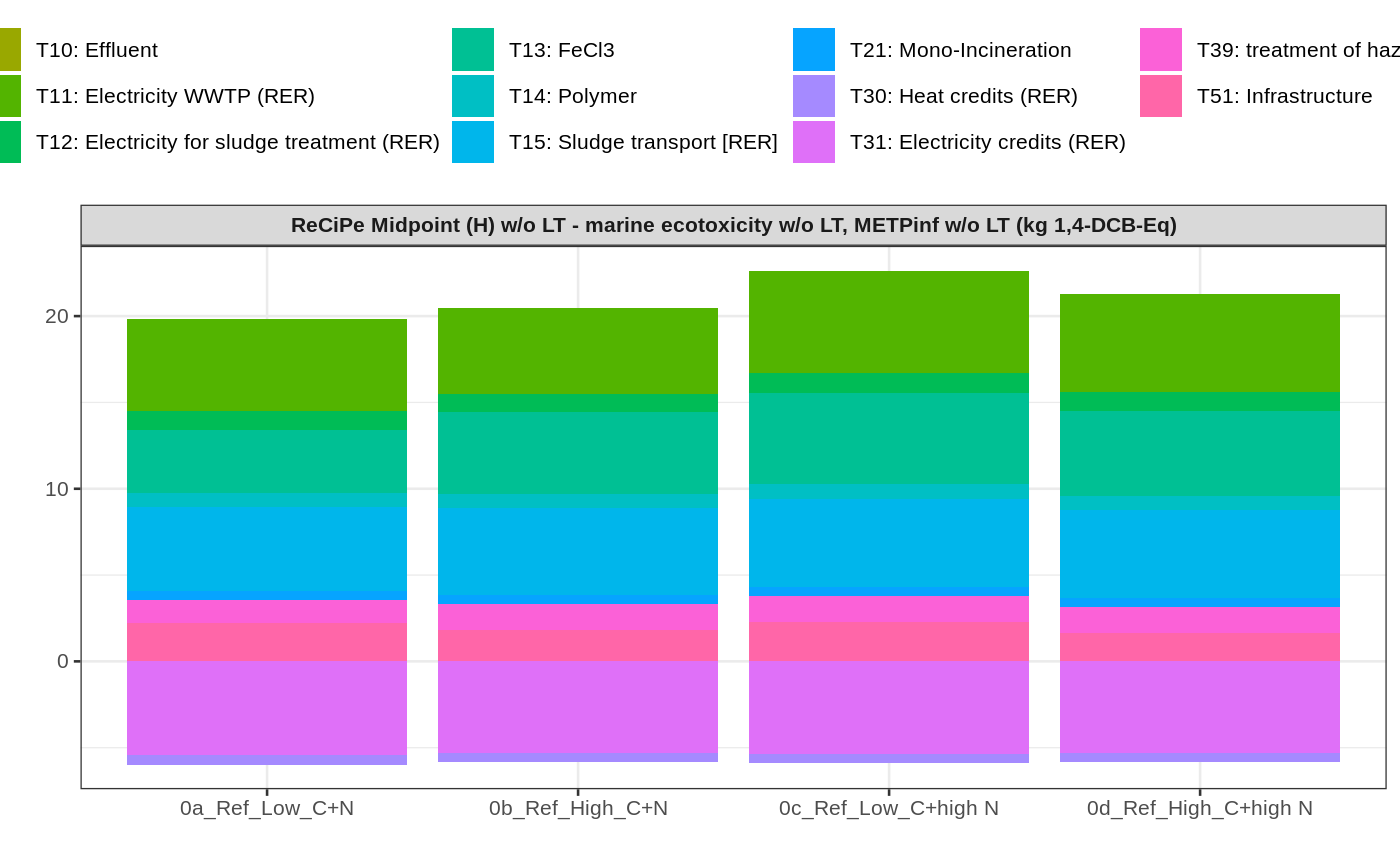 T10: Effluent
T13: FeCl3
T21: Mono-Incineration
T39: treatment of haz
T11: Electricity WWTP (RER)
T14: Polymer
T30: Heat credits (RER)
T51: Infrastructure
T12: Electricity for sludge treatment (RER)
T15: Sludge transport [RER]
T31: Electricity credits (RER)
ReCiPe Midpoint (H) w/o LT - marine ecotoxicity w/o LT, METPinf w/o LT (kg 1,4-DCB-Eq)
20
10
0
0a_Ref_Low_C+N
0b_Ref_High_C+N
0c_Ref_Low_C+high N
0d_Ref_High_C+high N